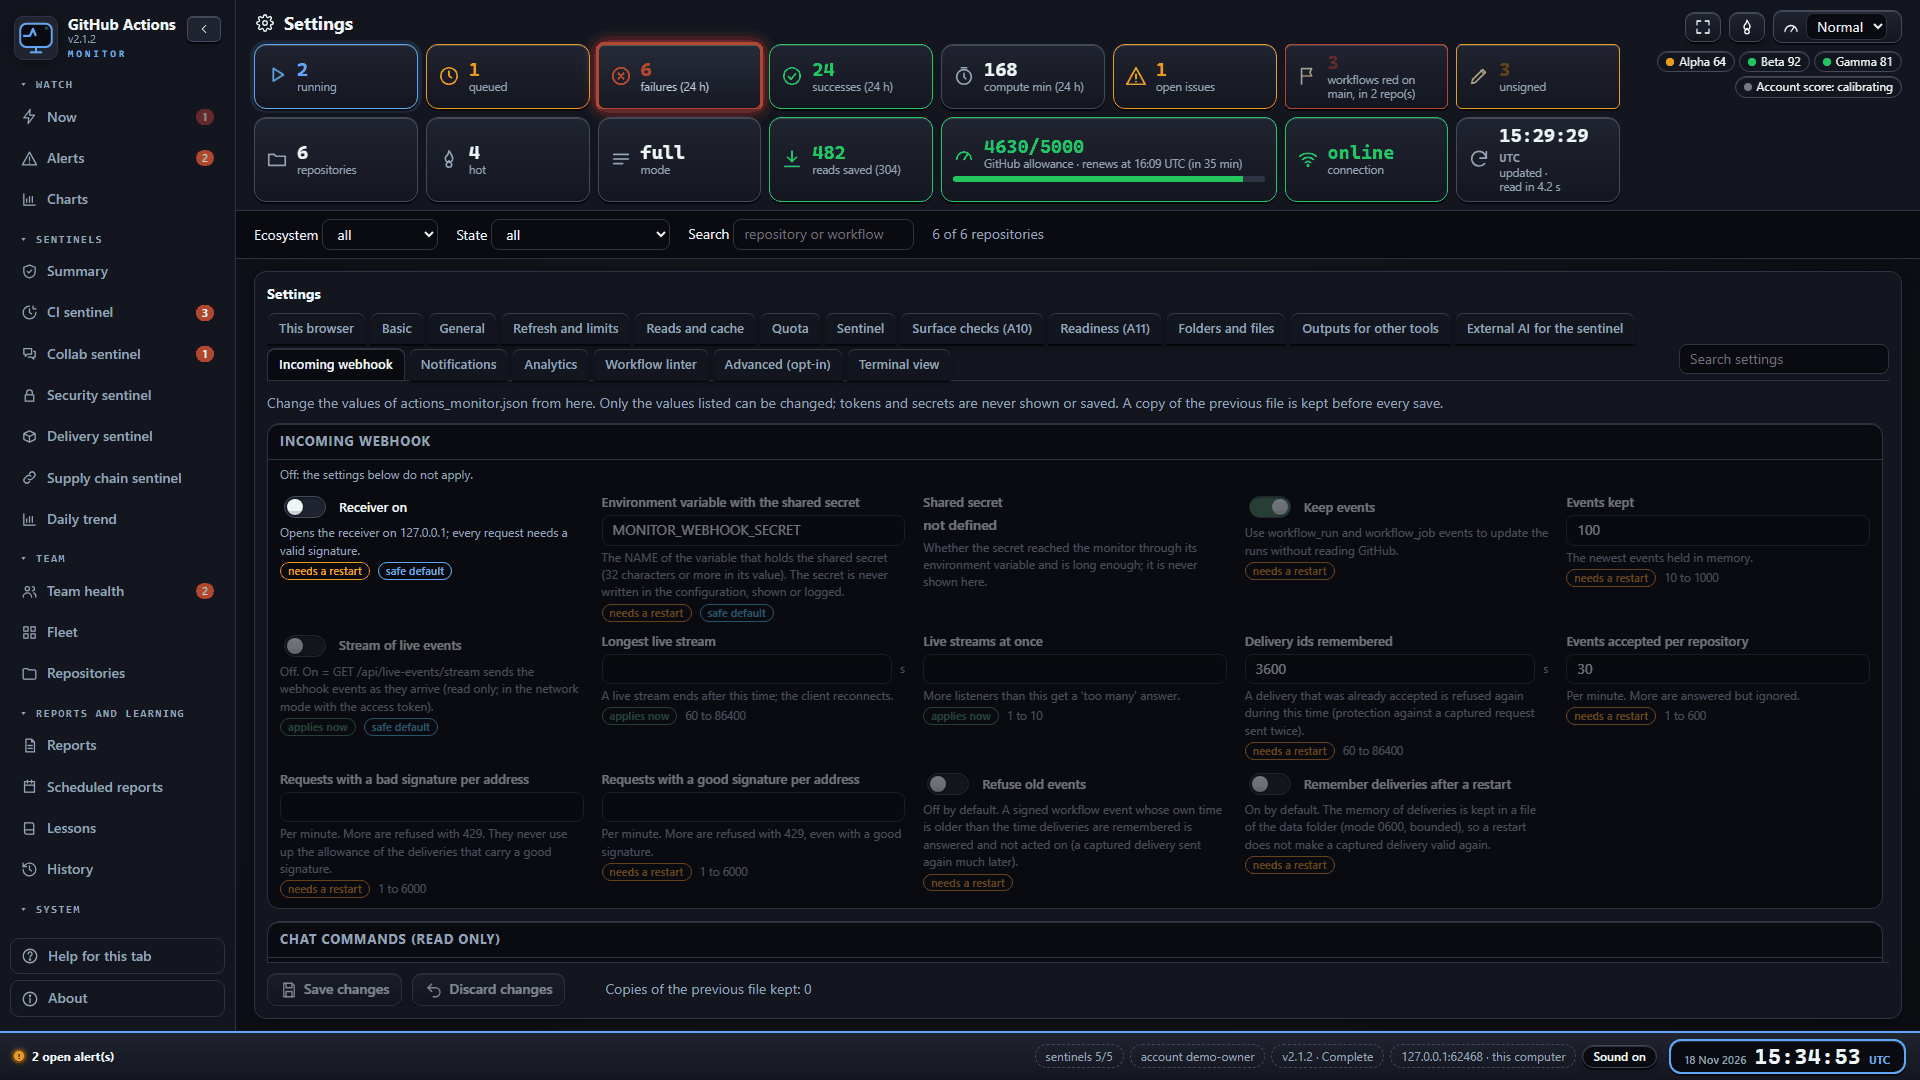 GitHub Actions
v2.1.2
MONITOR
WATCH
Now 1
Alerts 2
Charts
SENTINELS
Summary
CI sentinel 3
Collab sentinel 1
Security sentinel
Delivery sentinel
Supply chain sentinel
Daily trend
TEAM
Team health 2
Fleet
Repositories
REPORTS AND LEARNING
Reports
Scheduled reports
Lessons
History
SYSTEM
Help for this tab
About
Settings
Normal
2
running
1
queued
6
failures (24 h)
24
successes (24 h)
168
compute min (24 h)
1
open issues
3
workflows red on
main, in 2 repo(s)
3
unsigned
Alpha 64
Beta 92
Gamma 81
Account score: calibrating
6
repositories
4
hot
full
mode
482
reads saved (304)
4630/5000
GitHub allowance · renews at 16:09 UTC (in 35 min)
online
connection
15:29:29
UTC
updated ·
read in 4.2 s
Ecosystem all
State all
Search repository or workflow
6 of 6 repositories
Settings
This browser
Basic
General
Refresh and limits
Reads and cache
Quota
Sentinel
Surface checks (A10)
Readiness (A11)
Folders and files
Outputs for other tools
External AI for the sentinel
Incoming webhook
Notifications
Analytics
Workflow linter
Advanced (opt-in)
Terminal view
Search settings
Change the values of actions_monitor.json from here. Only the values listed can be changed; tokens and secrets are never shown or saved. A copy of the previous file is kept before every save.
INCOMING WEBHOOK
Off: the settings below do not apply.
Receiver on
Opens the receiver on 127.0.0.1; every request needs a
valid signature.
needs a restart safe default
Environment variable with the shared secret
MONITOR_WEBHOOK_SECRET
The NAME of the variable that holds the shared secret
(32 characters or more in its value). The secret is never
written in the configuration, shown or logged.
needs a restart safe default
Shared secret
not defined
Whether the secret reached the monitor through its
environment variable and is long enough; it is never
shown here.
Keep events
Use workflow_run and workflow_job events to update the
runs without reading GitHub.
needs a restart
Events kept
100
The newest events held in memory.
needs a restart 10 to 1000
Stream of live events
Off. On = GET /api/live-events/stream sends the
webhook events as they arrive (read only; in the network
mode with the access token).
applies now safe default
Longest live stream
s
A live stream ends after this time; the client reconnects.
applies now 60 to 86400
Live streams at once
More listeners than this get a 'too many' answer.
applies now 1 to 10
Delivery ids remembered
3600 s
A delivery that was already accepted is refused again
during this time (protection against a captured request
sent twice).
needs a restart 60 to 86400
Events accepted per repository
30
Per minute. More are answered but ignored.
needs a restart 1 to 600
Requests with a bad signature per address
Per minute. More are refused with 429. They never use
up the allowance of the deliveries that carry a good
signature.
needs a restart 1 to 6000
Requests with a good signature per address
Per minute. More are refused with 429, even with a good
signature.
needs a restart 1 to 6000
Refuse old events
Off by default. A signed workflow event whose own time
is older than the time deliveries are remembered is
answered and not acted on (a captured delivery sent
again much later).
needs a restart
Remember deliveries after a restart
On by default. The memory of deliveries is kept in a file
of the data folder (mode 0600, bounded), so a restart
does not make a captured delivery valid again.
needs a restart
CHAT COMMANDS (READ ONLY)
Save changes
Discard changes
Copies of the previous file kept: 0
2 open alert(s)
sentinels 5/5
account demo-owner
v2.1.2 · Complete
127.0.0.1:62468 · this computer
Sound on
18 Nov 2026 15:34:53 UTC